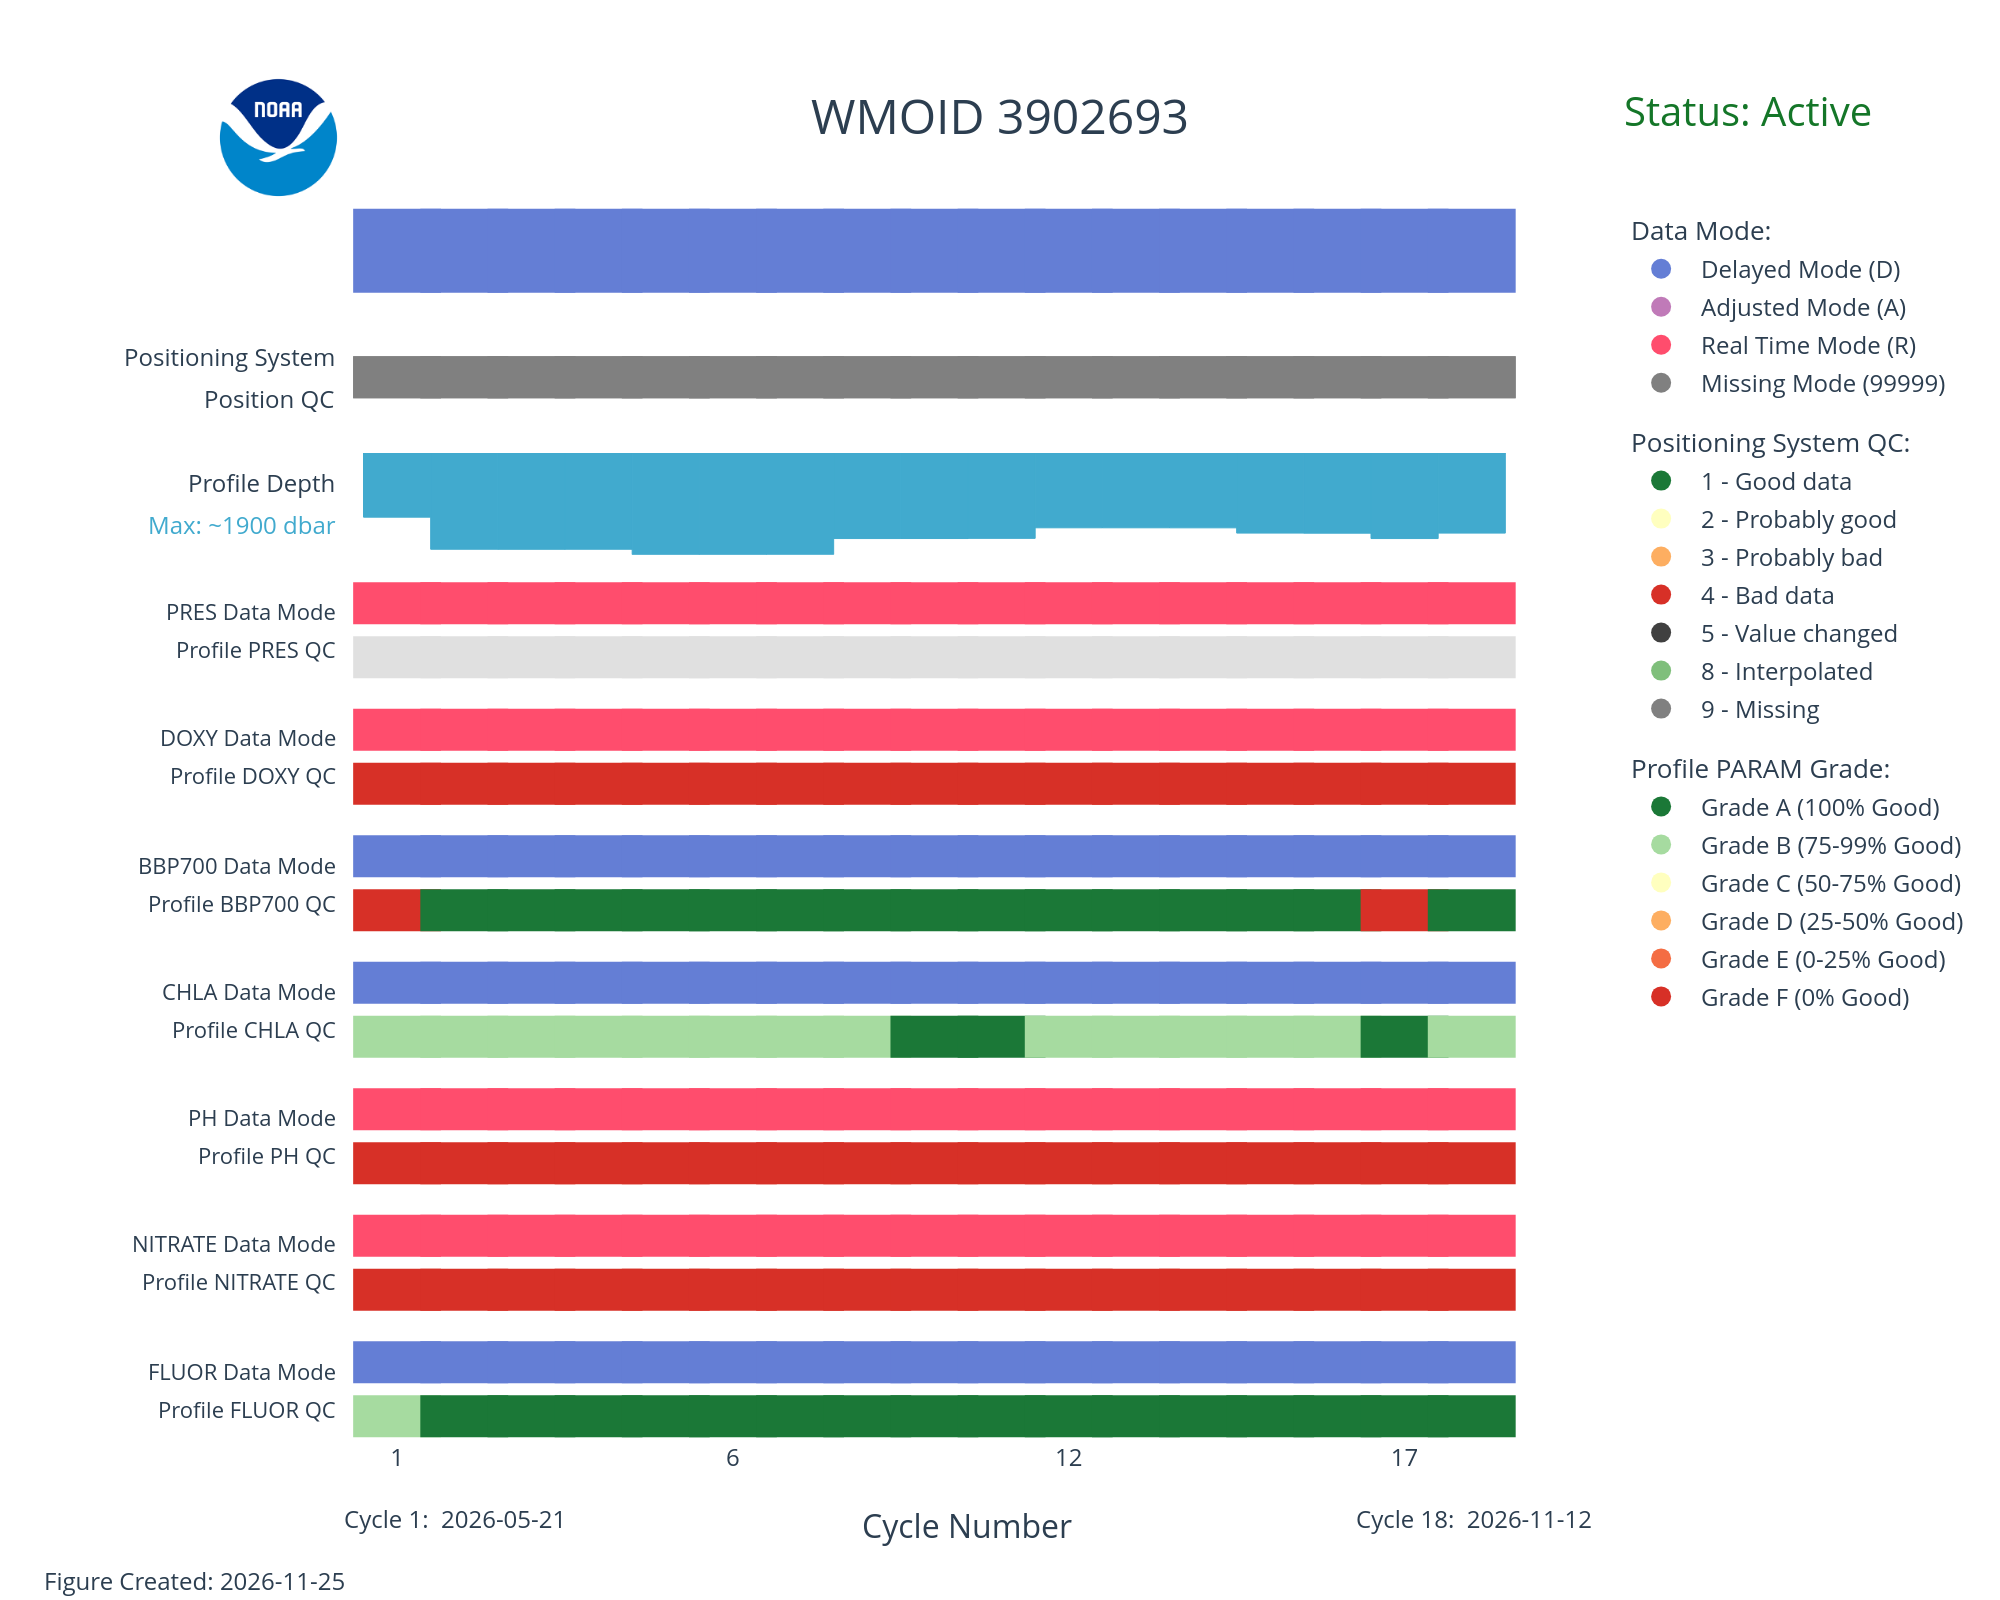 NOAA
WMOID 3902693
Status: Active
Data Mode:
Delayed Mode (D)
Adjusted Mode (A)
Real Time Mode (R)
Missing Mode (99999)
Positioning System QC:
1 - Good data
2 - Probably good
3 - Probably bad
4 - Bad data
5 - Value changed
8 - Interpolated
9 - Missing
Profile PARAM Grade:
Grade A (100% Good)
Grade B (75-99% Good)
Grade C (50-75% Good)
Grade D (25-50% Good)
Grade E (0-25% Good)
Grade F (0% Good)
Positioning System
Position QC
Profile Depth
Max: ~1900 dbar
PRES Data Mode
Profile PRES QC
DOXY Data Mode
Profile DOXY QC
BBP700 Data Mode
Profile BBP700 QC
CHLA Data Mode
Profile CHLA QC
PH Data Mode
Profile PH QC
NITRATE Data Mode
Profile NITRATE QC
FLUOR Data Mode
Profile FLUOR QC
1 6 12 17
Cycle 1: 2026-05-21
Cycle Number
Cycle 18: 2026-11-12
Figure Created: 2026-11-25